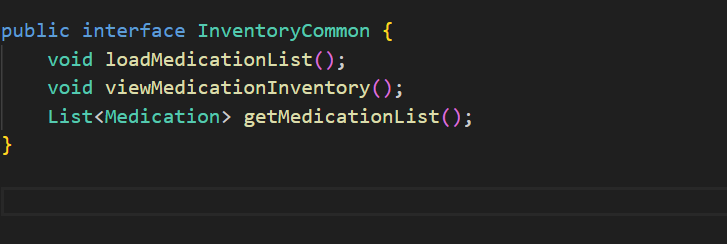 public interface InventoryCommon {
    void loadMedicationList();
    void viewMedicationInventory();
    List<Medication> getMedicationList();
}